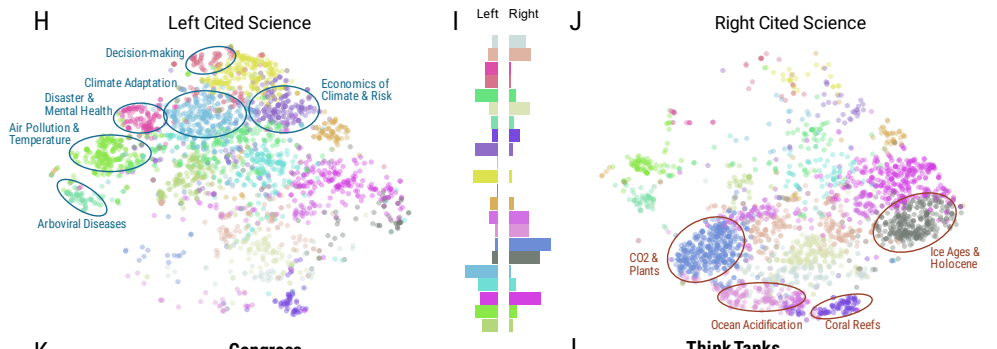 H
Left Cited Science
Decision-making
Climate Adaptation
Disaster &
Mental Health
Air Pollution &
Temperature
Arboviral Diseases
Economics of
Climate & Risk
I
Left Right
J
Right Cited Science
CO2 &
Plants
Ice Ages &
Holocene
Ocean Acidification
Coral Reefs
K
Congress
L
Think Tanks